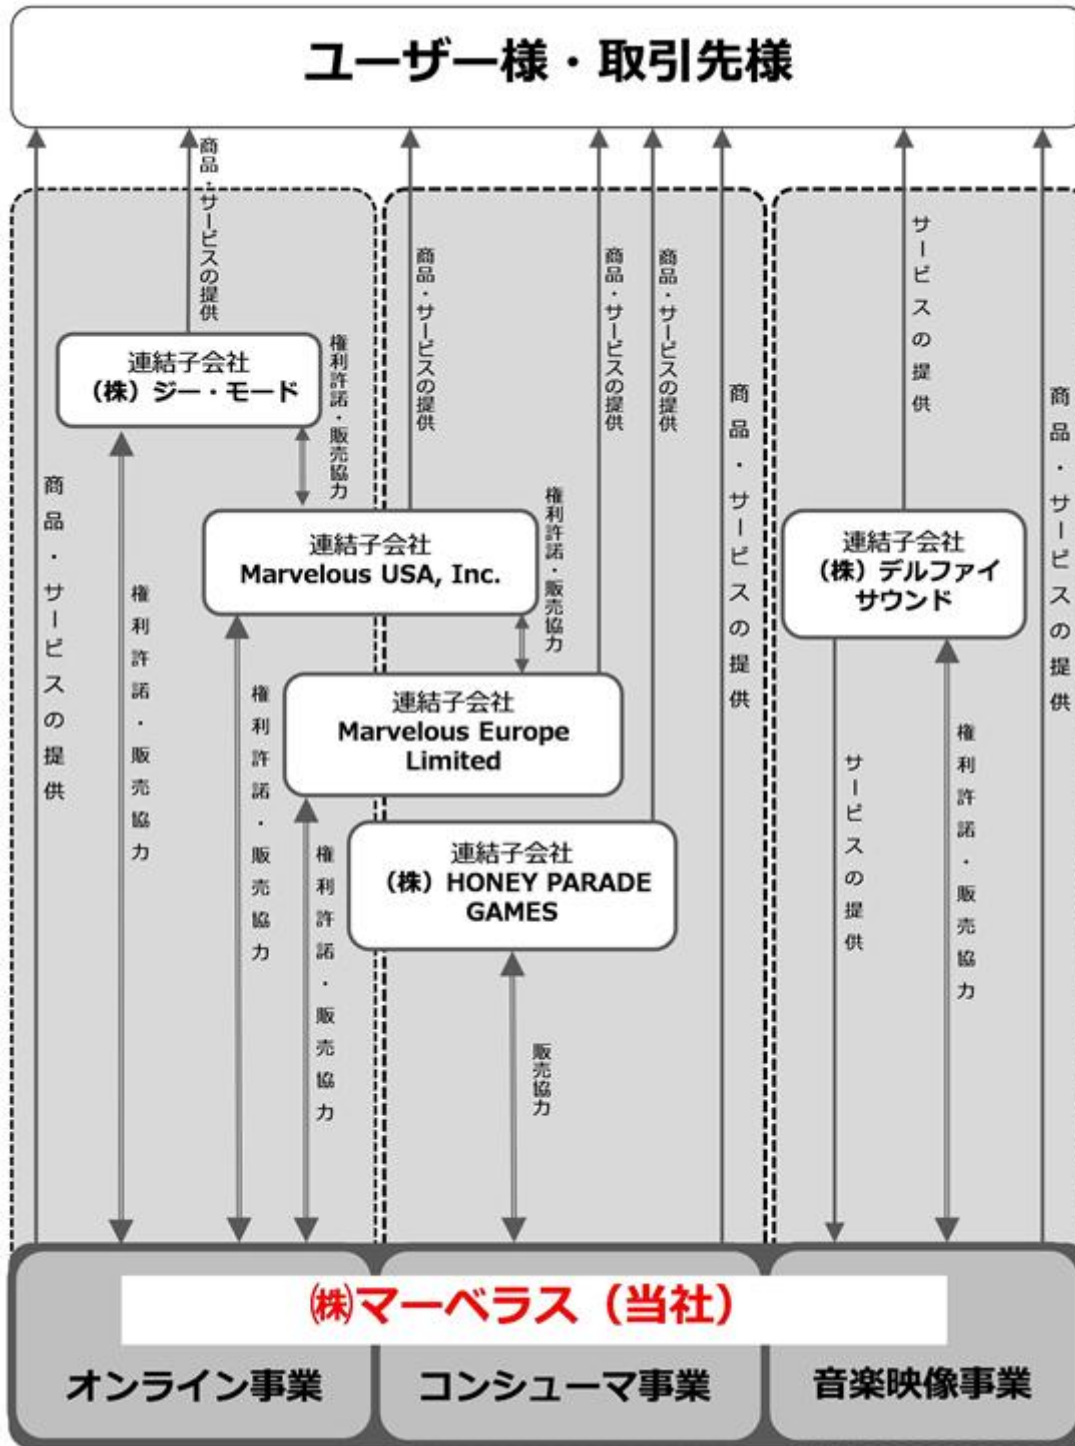 ユーザー様・取引先様
商品・サービスの提供
商品・サービスの提供
商品・サービスの提供
商品・サービスの提供
サービスの提供
連結子会社
（株）ジー・モード
権利許諾・販売協力
商品・サービスの提供
商品・サービスの提供
商品・サービスの提供
連結子会社
Marvelous USA, Inc.
権利許諾・販売協力
連結子会社
（株）デルファイ
サウンド
権利許諾・販売協力
権利許諾・販売協力
連結子会社
Marvelous Europe
Limited
サービスの提供
権利許諾・販売協力
連結子会社
（株）HONEY PARADE
GAMES
権利許諾・販売協力
販売協力
㈱マーベラス（当社）
オンライン事業
コンシューマ事業
音楽映像事業